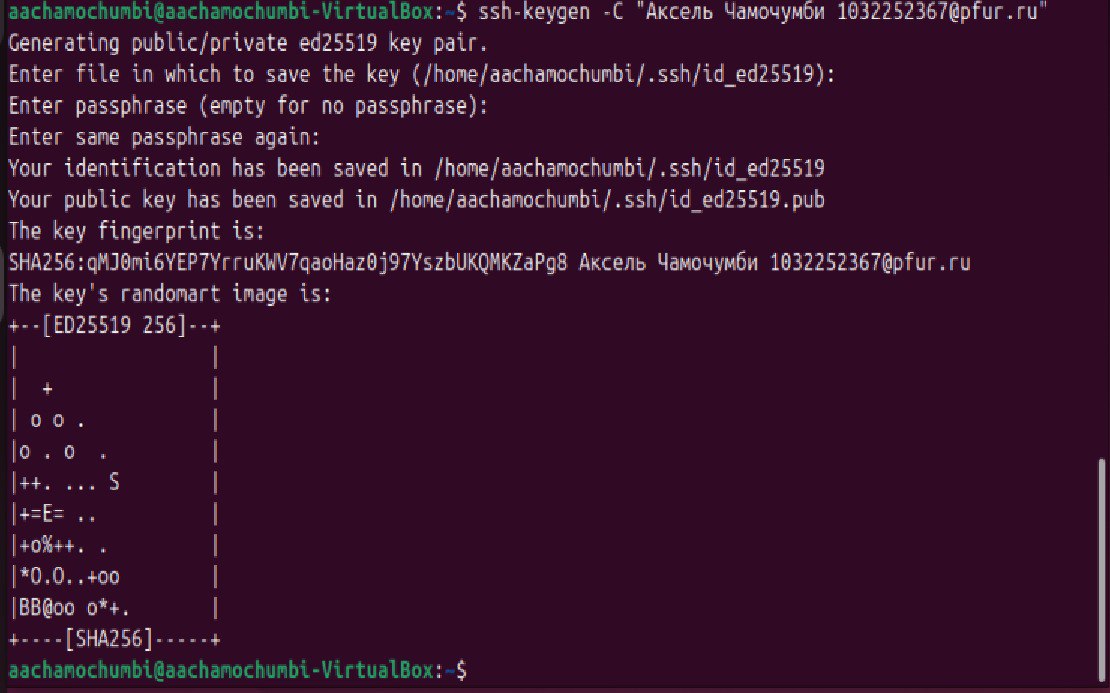 aachamochumbi@aachamochumbi-VirtualBox:~$ ssh-keygen -C "Аксель Чамочумби 1032252367@pfur.ru"
Generating public/private ed25519 key pair.
Enter file in which to save the key (/home/aachamochumbi/.ssh/id_ed25519):
Enter passphrase (empty for no passphrase):
Enter same passphrase again:
Your identification has been saved in /home/aachamochumbi/.ssh/id_ed25519
Your public key has been saved in /home/aachamochumbi/.ssh/id_ed25519.pub
The key fingerprint is:
SHA256:qMJ0mi6YEP7YrruKWV7qaoHaz0j97YszbUKQMKZaPg8 Аксель Чамочумби 1032252367@pfur.ru
The key's randomart image is:
+--[ED25519 256]--+
|                 |
|  +              |
| o o .           |
|o . o  .         |
|++. ... S        |
|+=E= ..          |
|+o%++. .         |
|*O.O..+oo        |
|BB@oo o*+.       |
+----[SHA256]-----+
aachamochumbi@aachamochumbi-VirtualBox:~$